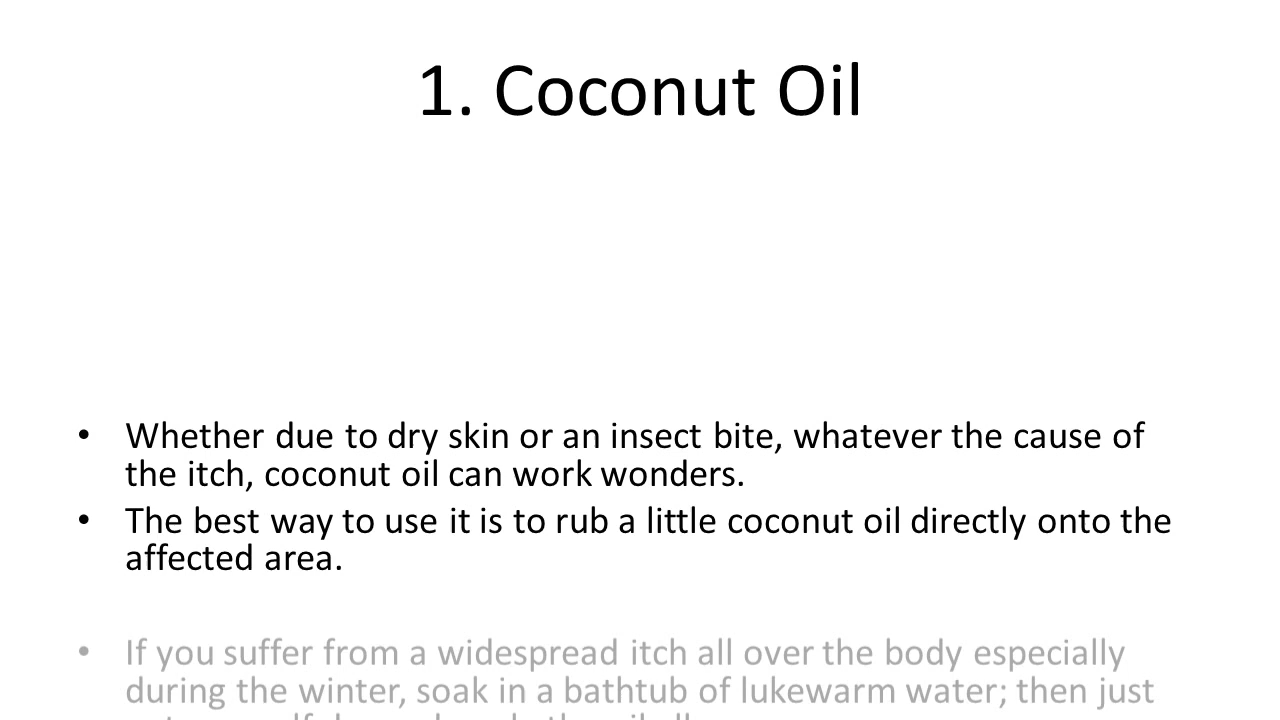 1. Coconut Oil
• Whether due to dry skin or an insect bite, whatever the cause of
the itch, coconut oil can work wonders.
• The best way to use it is to rub a little coconut oil directly onto the
affected area.
• If you suffer from a widespread itch all over the body especially
during the winter, soak in a bathtub of lukewarm water; then just